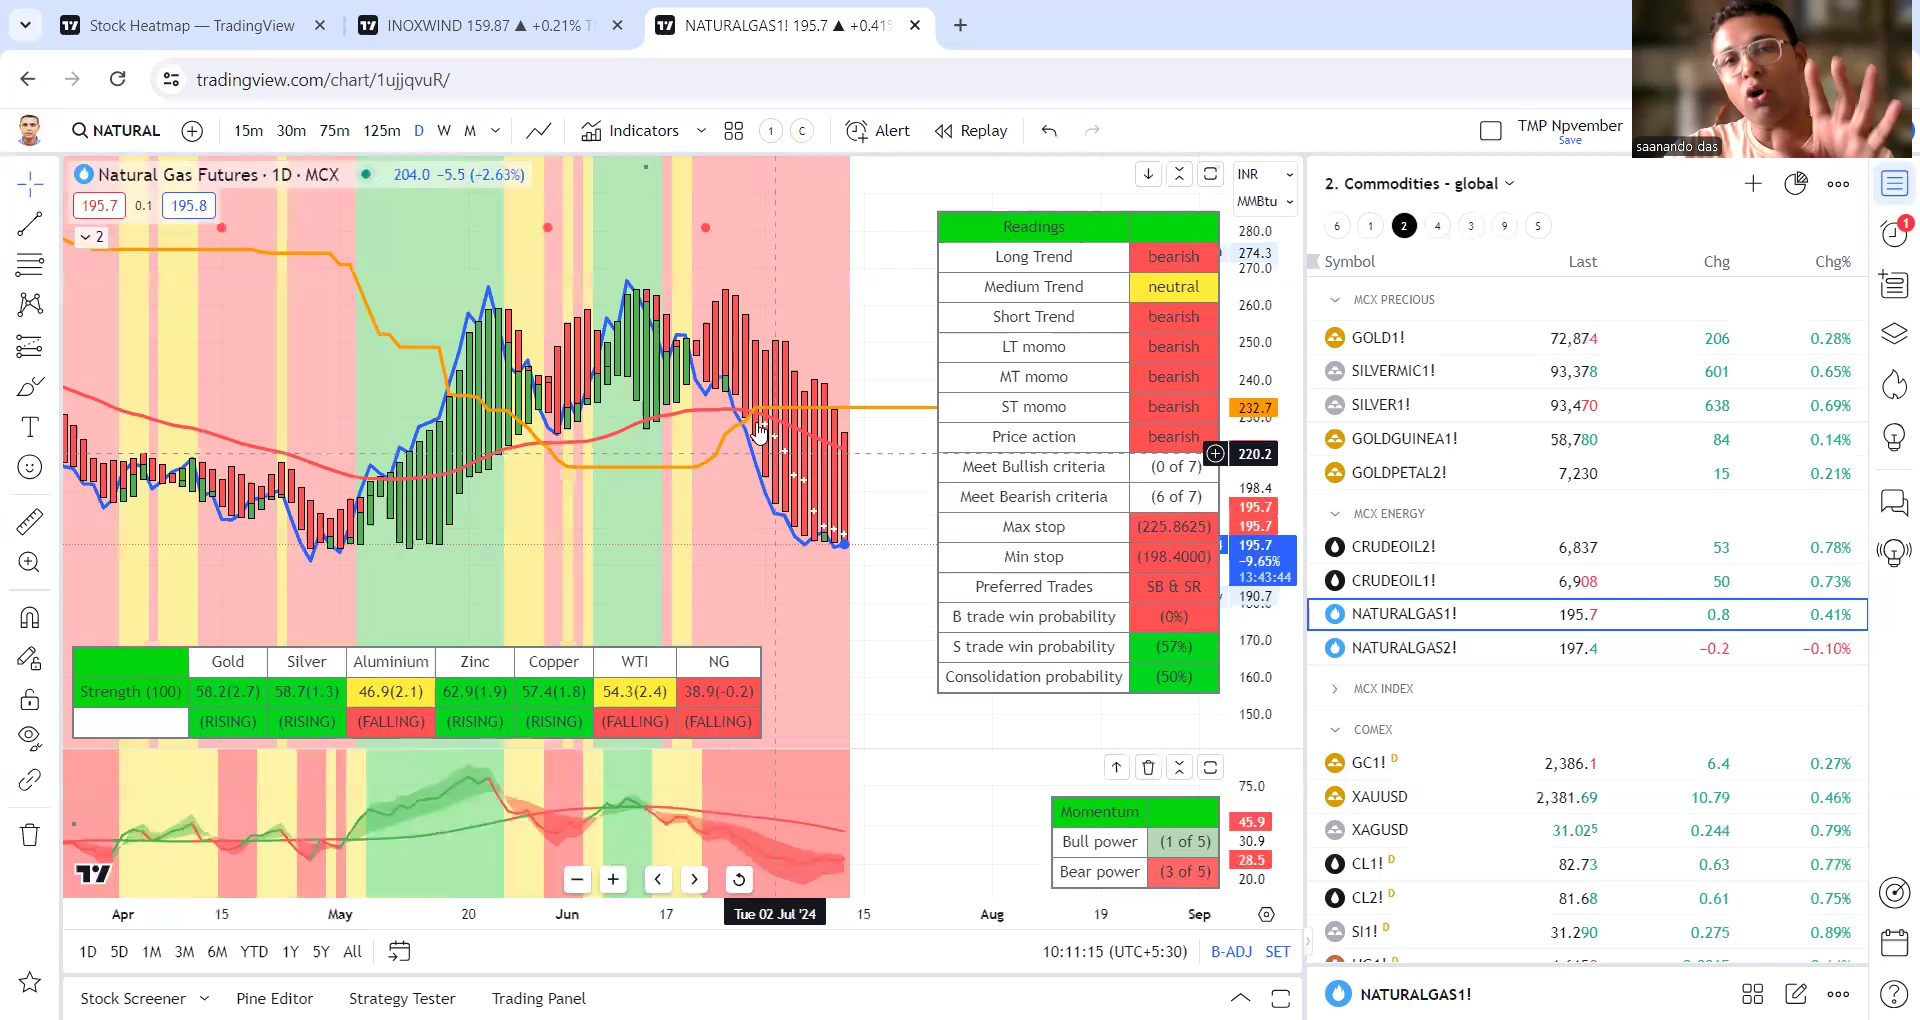 Stock Heatmap — TradingView
INOXWIND 159.87 ▲ +0.21%
NATURALGAS1! 195.7 ▲ +0.41%
tradingview.com/chart/1ujjqvuR/
saanando das
NATURAL
15m 30m 75m 125m D W M
Indicators
1 C
Alert
Replay
TMP Npvember
Save
Natural Gas Futures · 1D · MCX
204.0 −5.5 (−2.63%)
195.7 0.1 195.8
2
INR
MMBtu
280.0
274.3
270.0
260.0
250.0
240.0
232.7
230.0
220.2
198.4
195.7
195.7
195.7
−9.65%
13:43:44
190.7
180.0
170.0
160.0
150.0
Readings
Long Trend bearish
Medium Trend neutral
Short Trend bearish
LT momo bearish
MT momo bearish
ST momo bearish
Price action bearish
Meet Bullish criteria (0 of 7)
Meet Bearish criteria (6 of 7)
Max stop (225.8625)
Min stop (198.4000)
Preferred Trades SB & SR
B trade win probability (0%)
S trade win probability (57%)
Consolidation probability (50%)
Gold Silver Aluminium Zinc Copper WTI NG
Strength (100) 58.2(2.7) 58.7(1.3) 46.9(2.1) 62.9(1.9) 57.4(1.8) 54.3(2.4) 38.9(-0.2)
(RISING) (RISING) (FALLING) (RISING) (RISING) (FALLING) (FALLING)
Momentum
Bull power (1 of 5)
Bear power (3 of 5)
75.0
45.9
30.9
28.5
20.0
Apr 15 May 20 Jun 17 Tue 02 Jul '24 15 Aug 19 Sep
1D 5D 1M 3M 6M YTD 1Y 5Y All
10:11:15 (UTC+5:30)
B-ADJ SET
Stock Screener
Pine Editor
Strategy Tester
Trading Panel
2. Commodities - global
6 1 2 4 3 9 5
Symbol Last Chg Chg%
MCX PRECIOUS
GOLD1! 72,874 206 0.28%
SILVERMIC1! 93,378 601 0.65%
SILVER1! 93,470 638 0.69%
GOLDGUINEA1! 58,780 84 0.14%
GOLDPETAL2! 7,230 15 0.21%
MCX ENERGY
CRUDEOIL2! 6,837 53 0.78%
CRUDEOIL1! 6,908 50 0.73%
NATURALGAS1! 195.7 0.8 0.41%
NATURALGAS2! 197.4 −0.2 −0.10%
MCX INDEX
COMEX
GC1! D 2,386.1 6.4 0.27%
XAUUSD 2,381.69 10.79 0.46%
XAGUSD 31.025 0.244 0.79%
CL1! D 82.73 0.63 0.77%
CL2! D 81.68 0.61 0.75%
SI1! D 31.290 0.275 0.89%
NATURALGAS1!
1